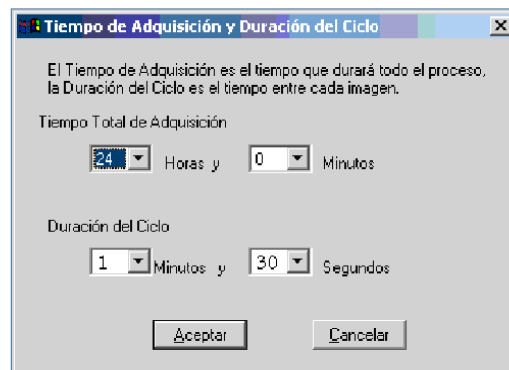 Tiempo de Adquisición y Duración del Ciclo
El Tiempo de Adquisición es el tiempo que durará todo el proceso,
la Duración del Ciclo es el tiempo entre cada imagen.
Tiempo Total de Adquisición
24 Horas y 0 Minutos
Duración del Ciclo
1 Minutos y 30 Segundos
Aceptar Cancelar